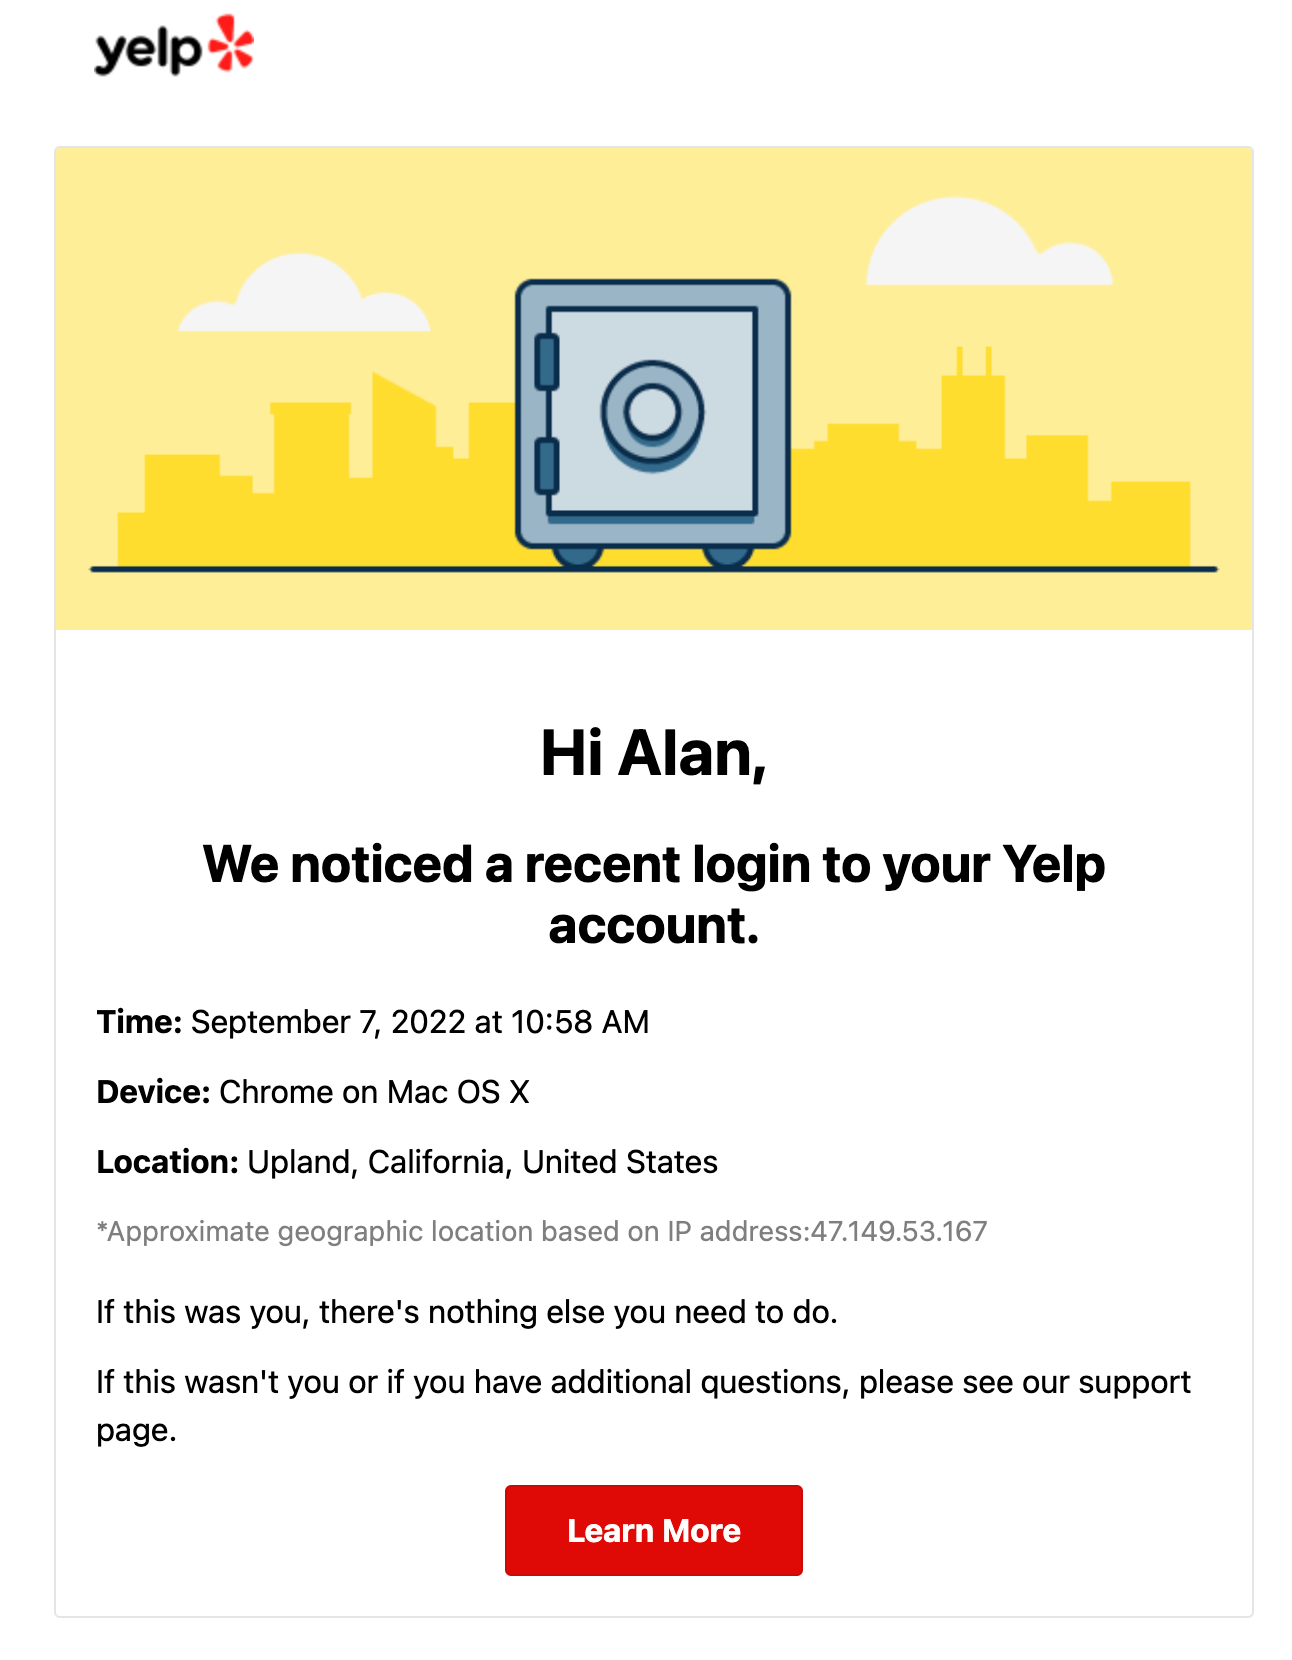 yelp
Hi Alan,
We noticed a recent login to your Yelp
account.
Time: September 7, 2022 at 10:58 AM
Device: Chrome on Mac OS X
Location: Upland, California, United States
*Approximate geographic location based on IP address:47.149.53.167
If this was you, there's nothing else you need to do.
If this wasn't you or if you have additional questions, please see our support
page.
Learn More